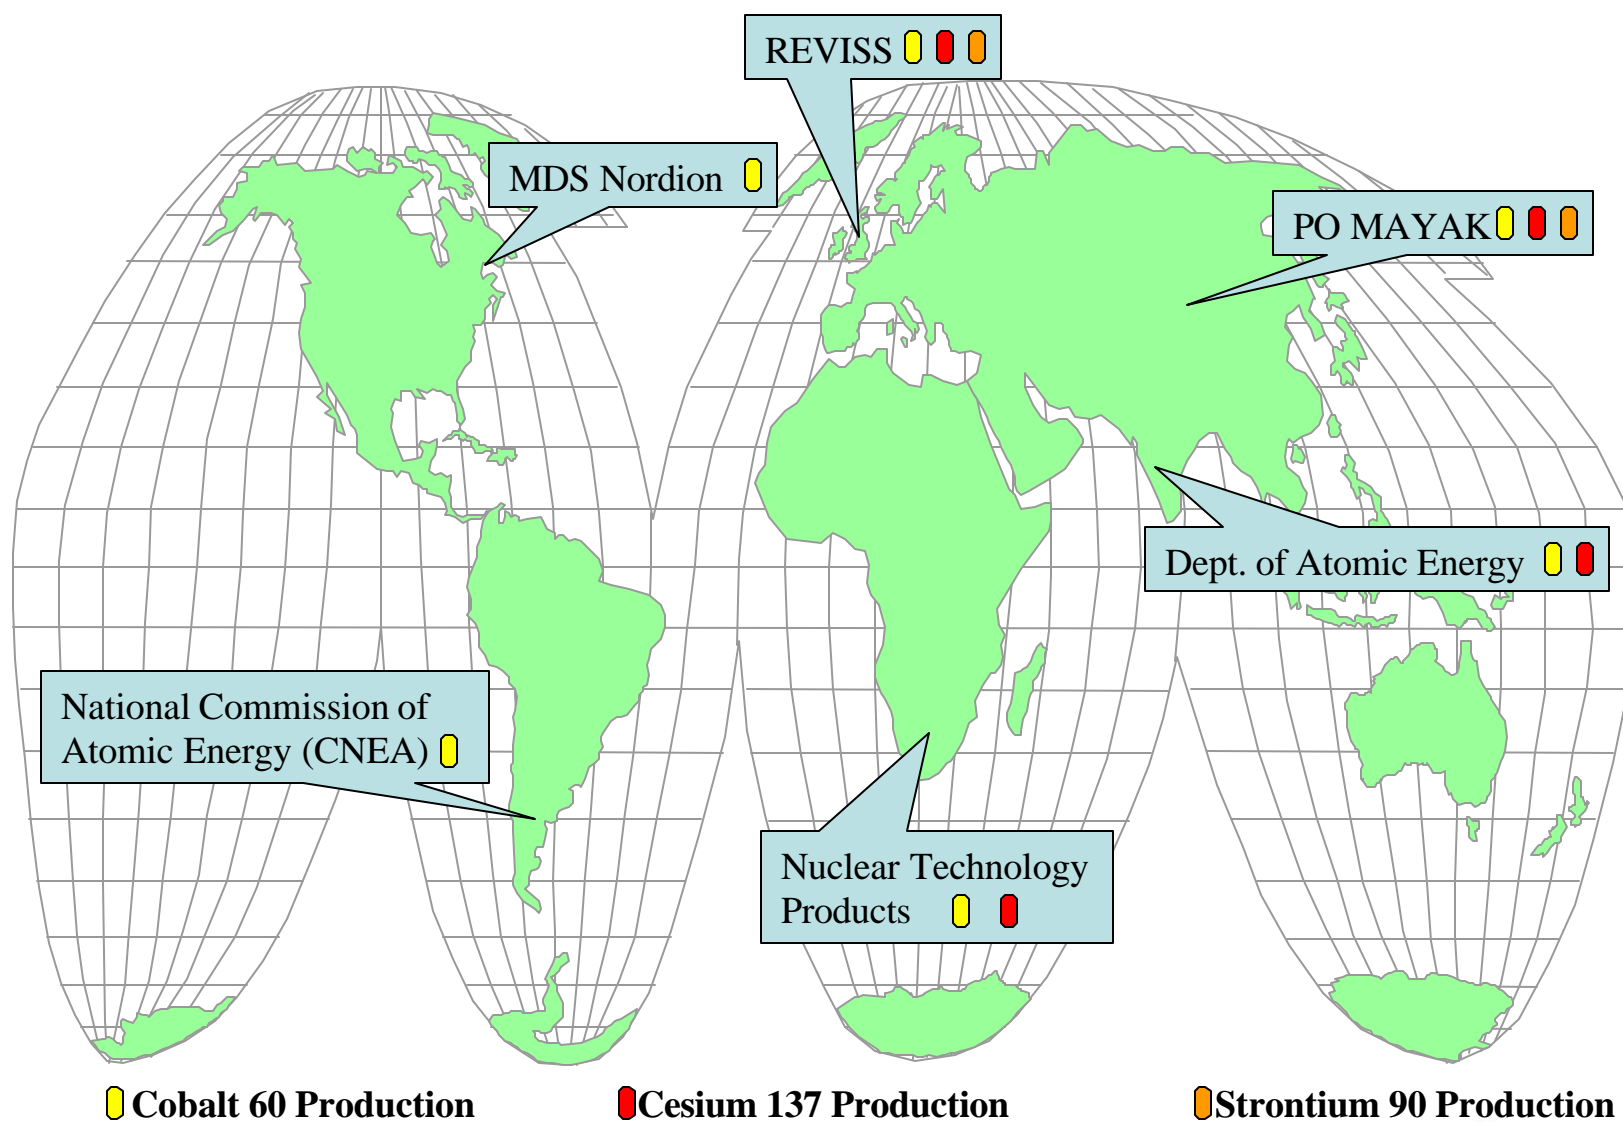 REVISS
MDS Nordion
PO MAYAK
Dept. of Atomic Energy
National Commission of
Atomic Energy (CNEA)
Nuclear Technology
Products
Cobalt 60 Production
Cesium 137 Production
Strontium 90 Production